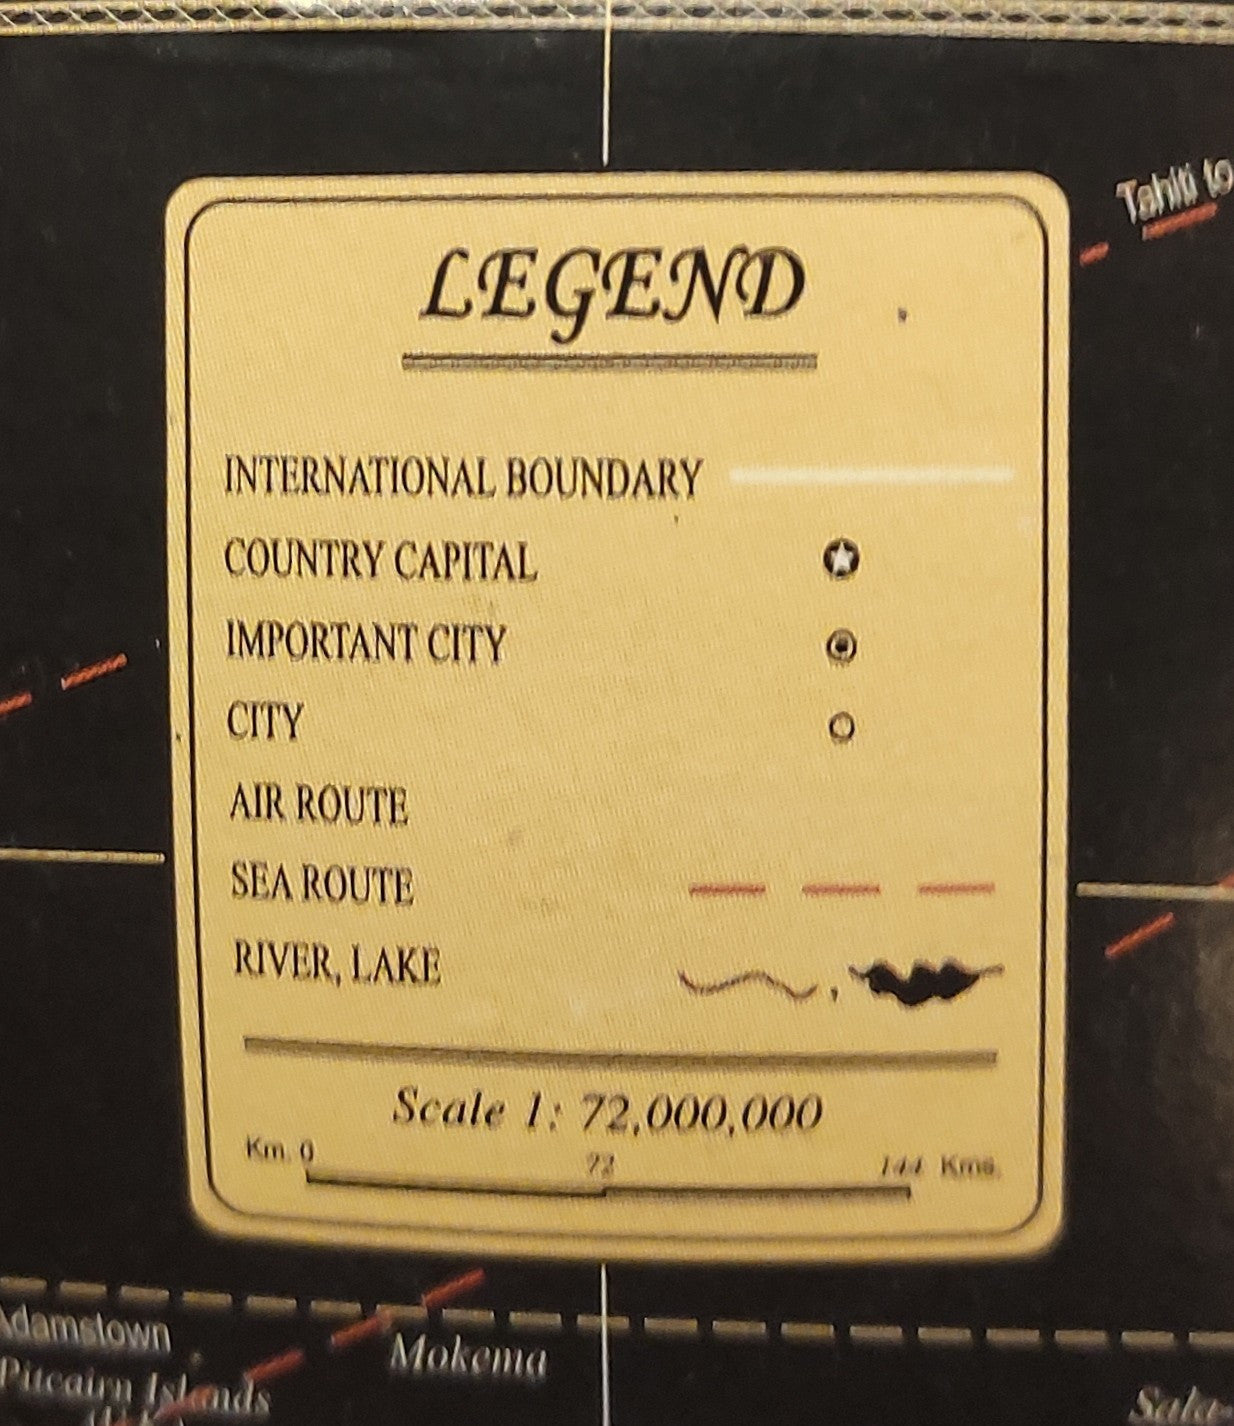 Tahiti to
LEGEND
INTERNATIONAL BOUNDARY
COUNTRY CAPITAL
IMPORTANT CITY
CITY
AIR ROUTE
SEA ROUTE
RIVER, LAKE
,
Scale 1: 72,000,000
Km. 0 72 144 Kms.
Adamstown
Mokema
Pitcairn Islands